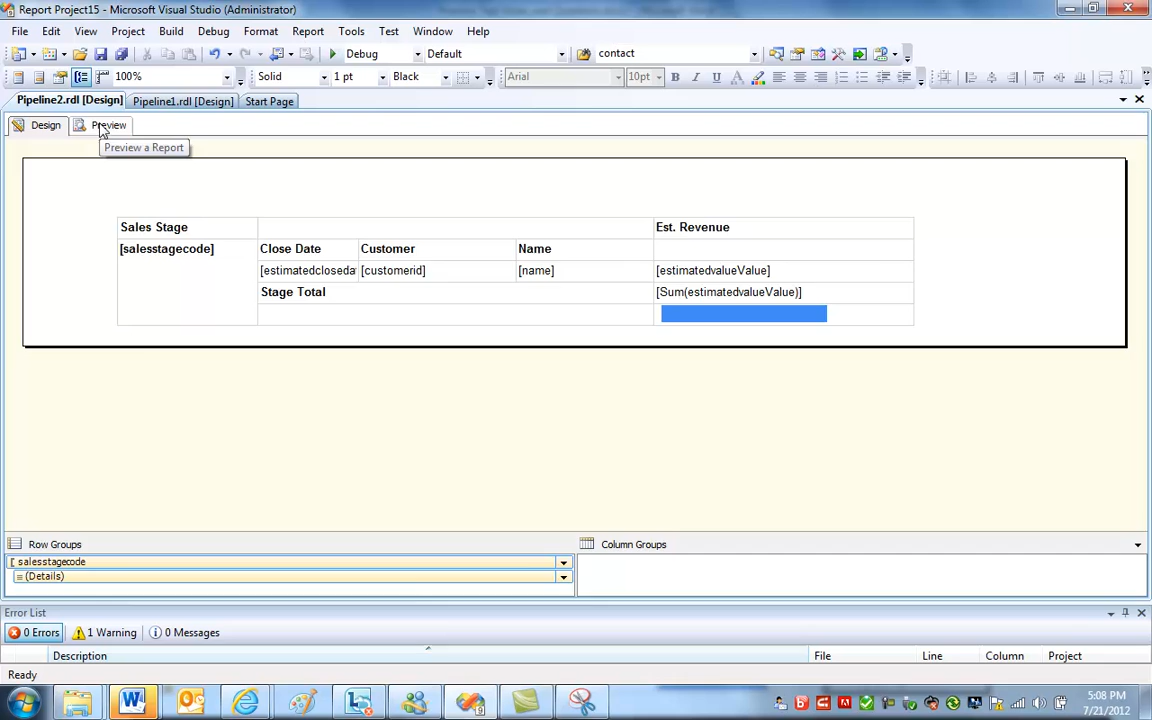 Report Project15 - Microsoft Visual Studio (Administrator)
File Edit View Project Build Debug Format Report Tools Test Window Help
Debug Default contact
100% Solid 1 pt Black Arial 10pt B I U A
Pipeline2.rdl [Design] Pipeline1.rdl [Design] Start Page
Design Preview
Preview a Report
Sales Stage Est. Revenue
[salesstagecode] Close Date Customer Name
[estimatedcloseda [customerid] [name] [estimatedvalueValue]
Stage Total [Sum(estimatedvalueValue)]
Row Groups Column Groups
salesstagecode
(Details)
Error List
0 Errors 1 Warning 0 Messages
Description File Line Column Project
Ready
5:08 PM
7/21/2012